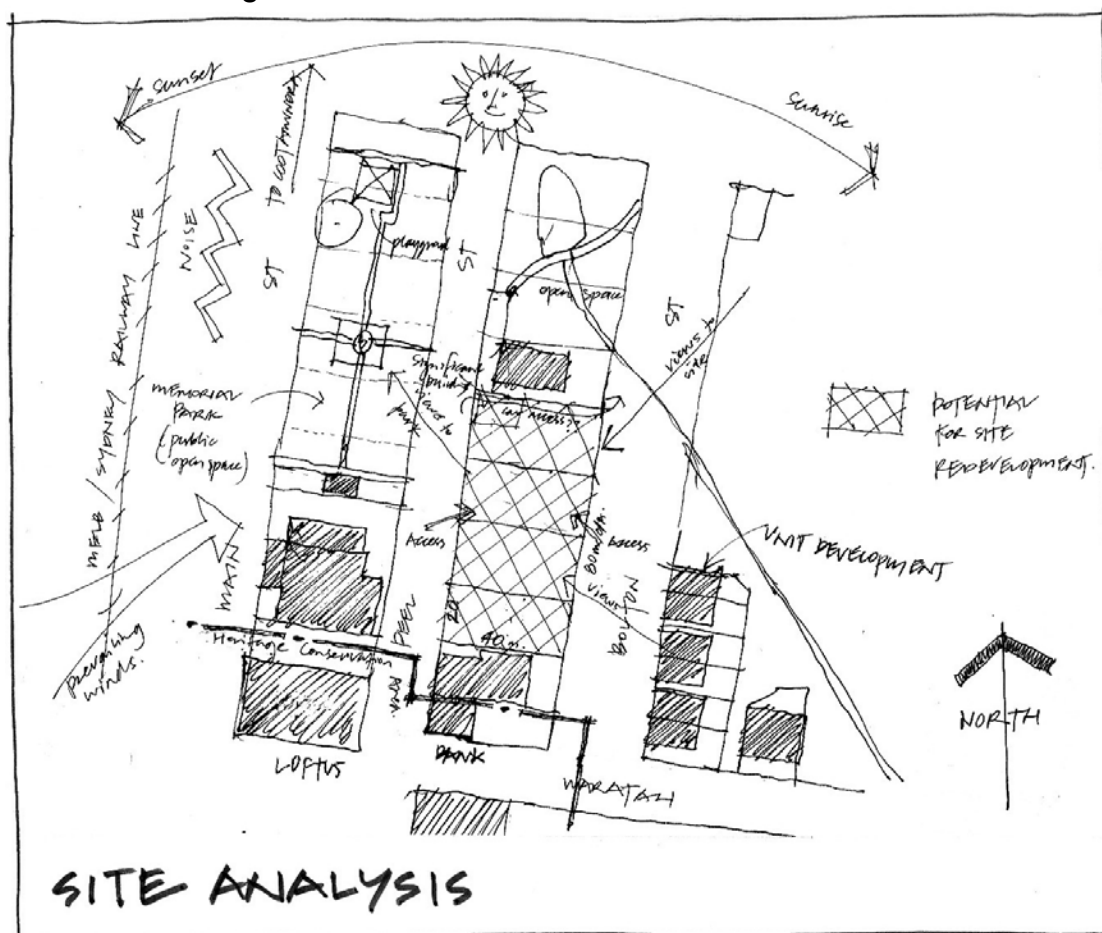 sunset
sunrise
TO COOTAMUNDRA
MELB / SYDNEY RAILWAY LINE
NOISE
ST
playground
ST
open space
ST
views to
site
significant
building
views to
park
car access?
MEMORIAL
PARK
(public
open space)
POTENTIAL
FOR SITE
REDEVELOPMENT.
Access
Access
views
UNIT DEVELOPMENT
MAIN
PEEL
BOLTON
20
40m.
80m
prevailing
winds.
Heritage Conservation
LOFTUS
BANK
WARATAH
NORTH
SITE ANALYSIS